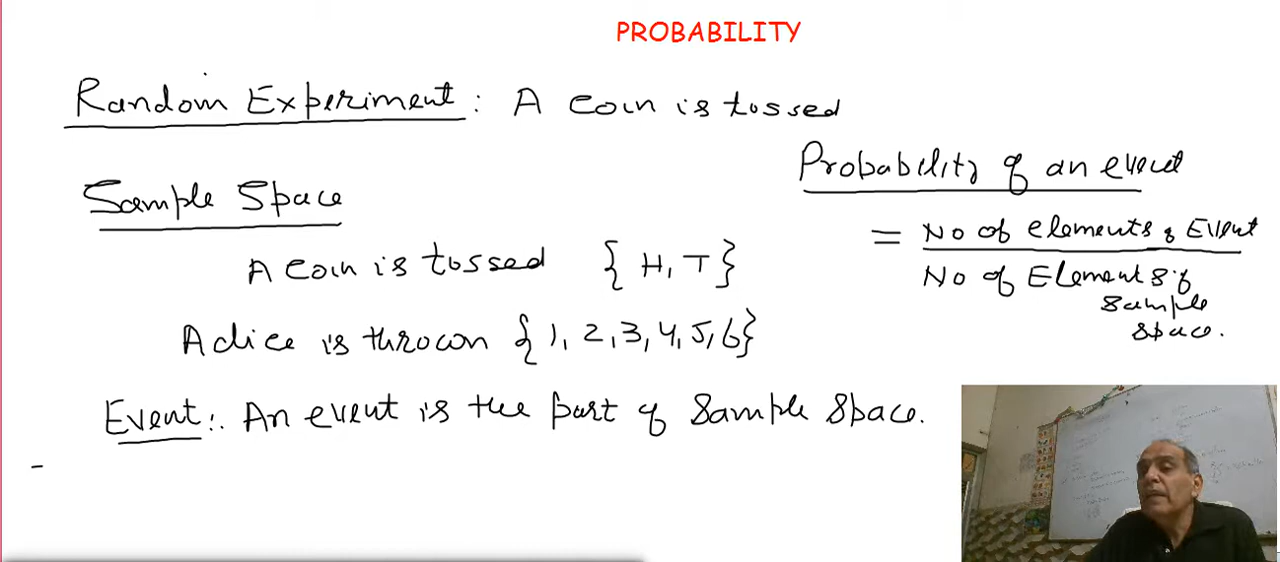 PROBABILITY
Random Experiment: A coin is tossed
Sample Space
A coin is tossed {H, T}
A dice is thrown {1, 2, 3, 4, 5, 6}
Event:. An event is the part of Sample Space.
Probability of an event
= No of elements of Event
No of Elements of
Sample
space.